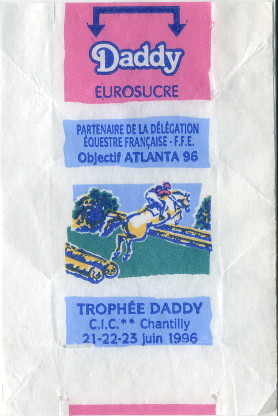 Daddy
EUROSUCRE
PARTENAIRE DE LA DÉLÉGATION
ÉQUESTRE FRANÇAISE - F.F.E.
Objectif ATLANTA 96
TROPHÉE DADDY
C.I.C.** Chantilly
21-22-23 juin 1996